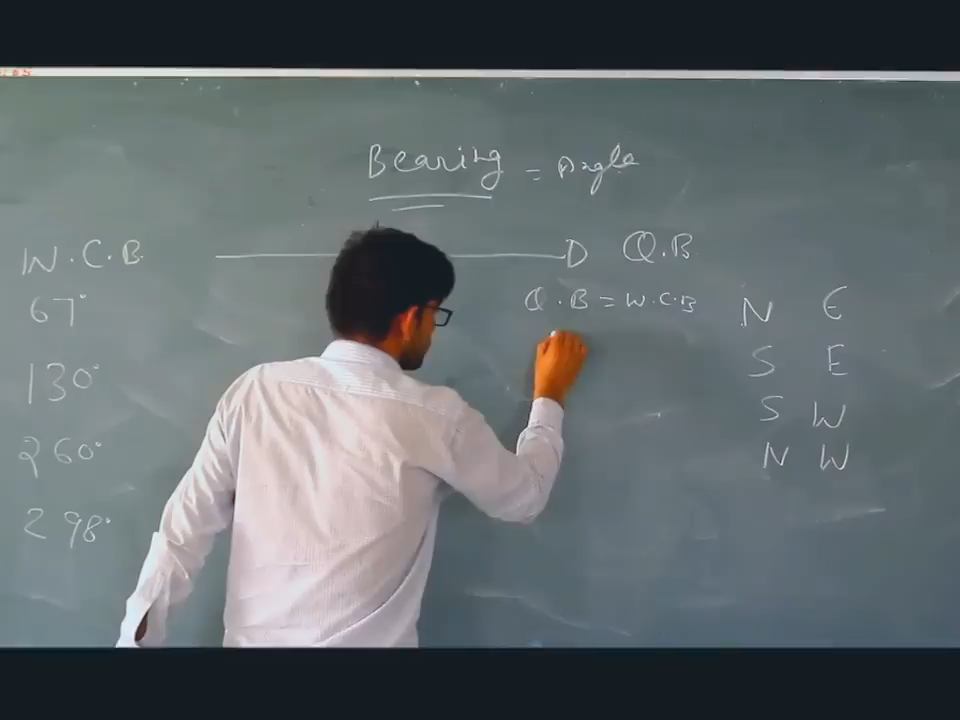 Bearing = Angle
W.C.B Q.B
67° Q.B = W.C.B N E
130° S E
260° S W
298° N W